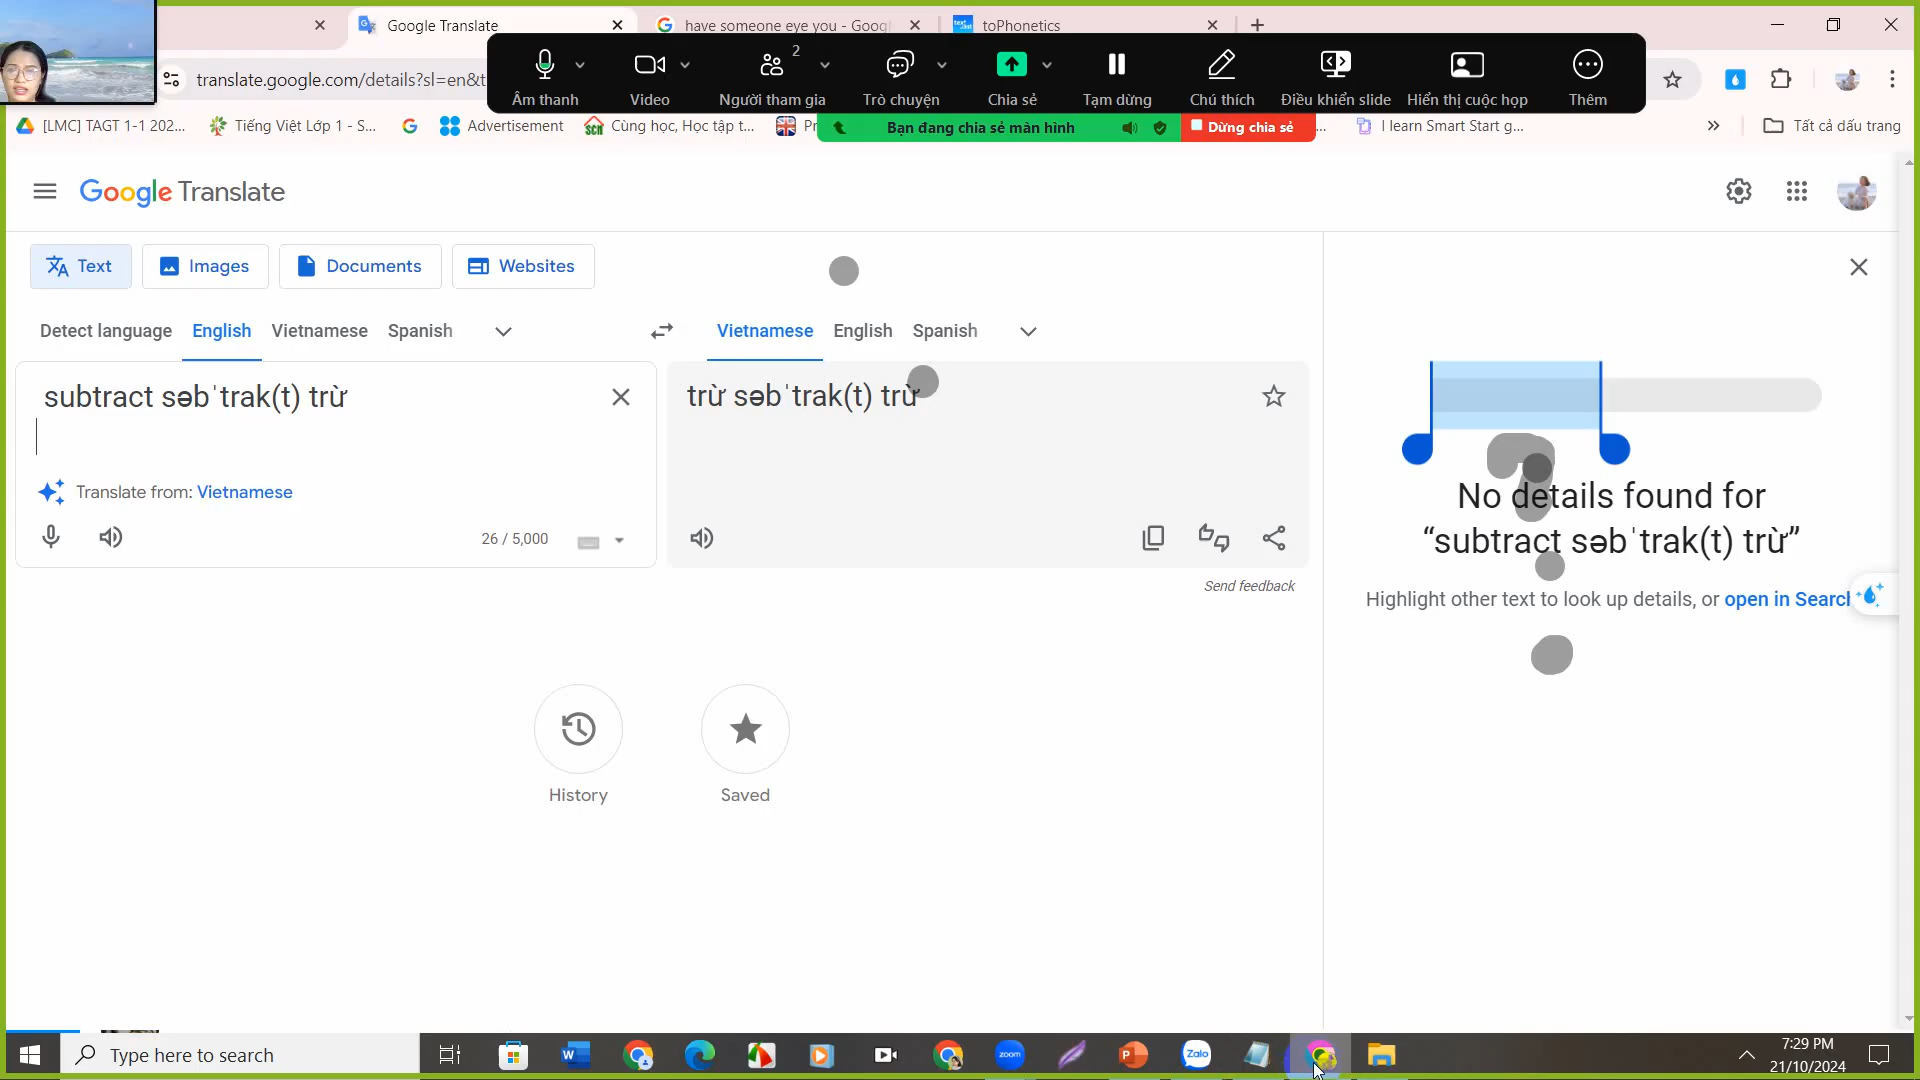 Google Translate
have someone eye you - Goog
toPhonetics
translate.google.com/details?sl=en&t
Âm thanh
Video
2
Người tham gia
Trò chuyện
Chia sẻ
Tạm dừng
Chú thích
Điều khiển slide
Hiển thị cuộc họp
Thêm
[LMC] TAGT 1-1 202...
Tiếng Việt Lớp 1 - S...
Advertisement
Cùng học, Học tập t...
Bạn đang chia sẻ màn hình
Dừng chia sẻ
I learn Smart Start g...
Tất cả dấu trang
Google Translate
Text
Images
Documents
Websites
Detect language
English
Vietnamese
Spanish
Vietnamese
English
Spanish
subtract səbˈtrak(t) trừ
trừ səbˈtrak(t) trừ
Translate from: Vietnamese
26 / 5,000
Send feedback
No details found for
“subtract səbˈtrak(t) trừ”
Highlight other text to look up details, or open in Search
History
Saved
Type here to search
zoom
Zalo
7:29 PM
21/10/2024